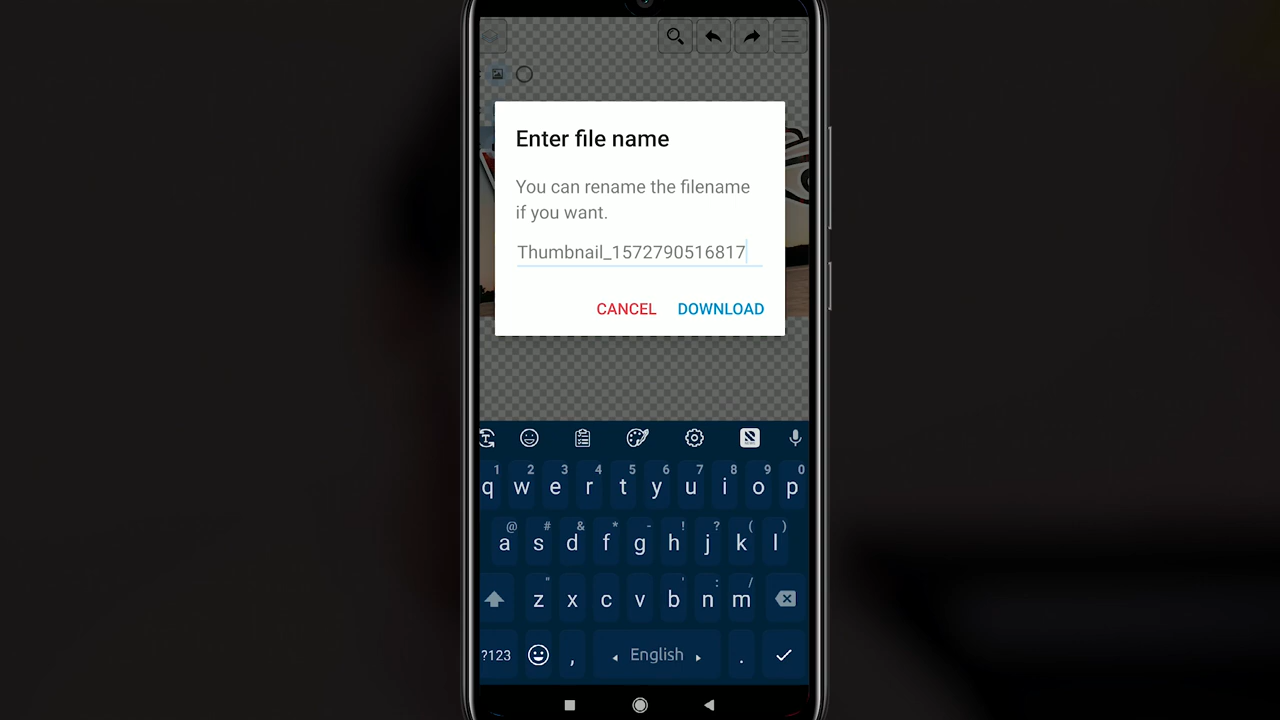 Enter file name
You can rename the filename
if you want.
Thumbnail_1572790516817
CANCEL DOWNLOAD
1 2 3 4 5 6 7 8 9 0
q w e r t y u i o p
@ # & * - ! ? ( )
a s d f g h j k l
" ' : /
z x c v b n m
?123 , English .